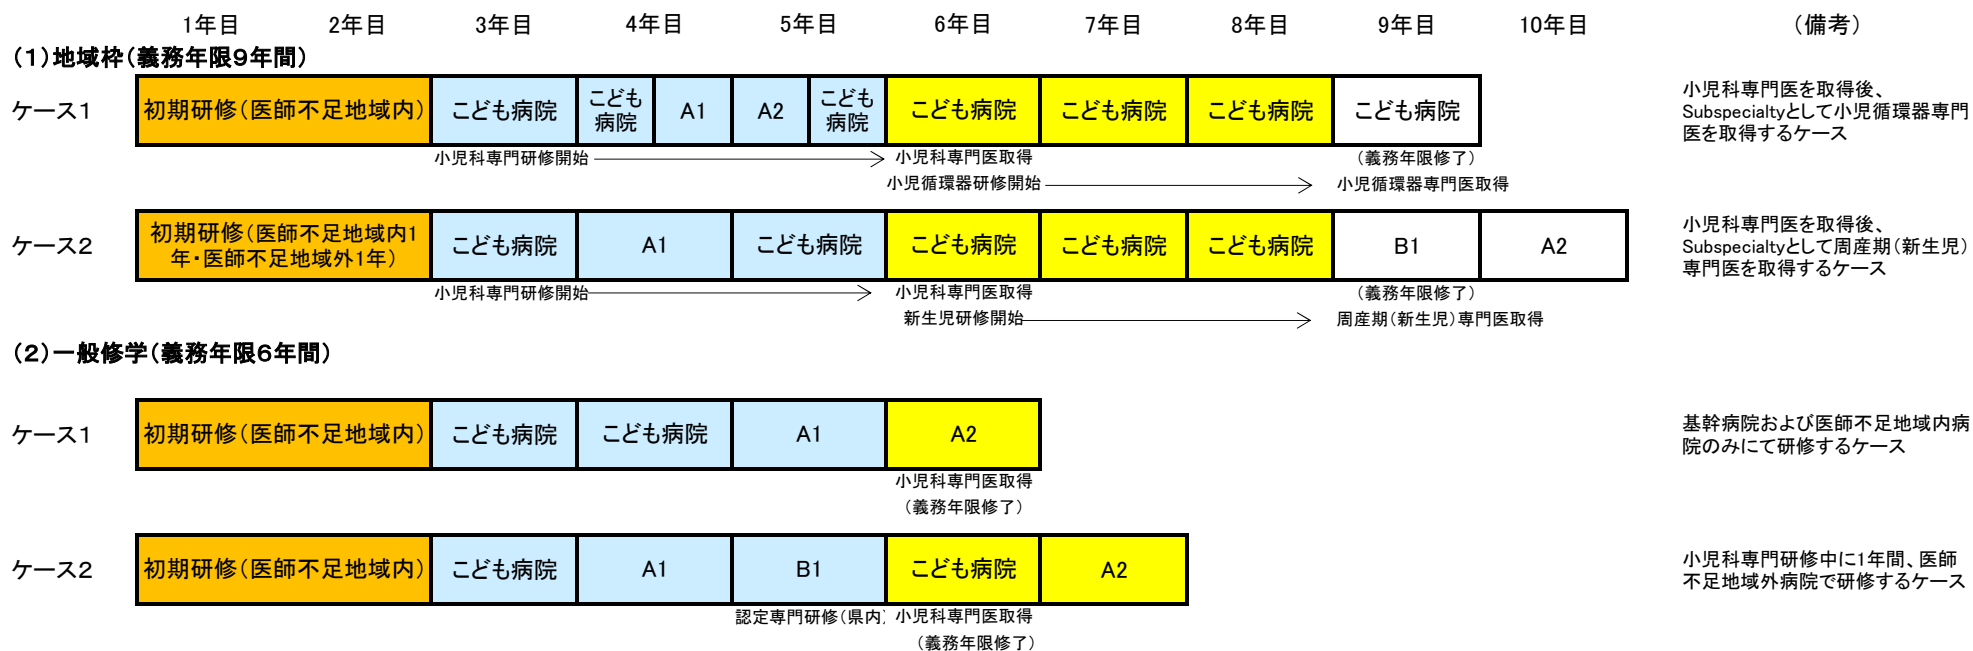 1年目 2年目 3年目 4年目 5年目 6年目 7年目 8年目 9年目 10年目 （備考）
（1）地域枠（義務年限9年間）
ケース1 初期研修（医師不足地域内） こども病院 こども病院 A1 A2 こども病院 こども病院 こども病院 こども病院 こども病院
小児科専門医を取得後、
Subspecialtyとして小児循環器専門
医を取得するケース
小児科専門研修開始 小児科専門医取得 （義務年限修了）
小児循環器研修開始 小児循環器専門医取得
ケース2 初期研修（医師不足地域内1
年・医師不足地域外1年） こども病院 A1 こども病院 こども病院 こども病院 こども病院 B1 A2
小児科専門医を取得後、
Subspecialtyとして周産期（新生児）
専門医を取得するケース
小児科専門研修開始 小児科専門医取得 （義務年限修了）
新生児研修開始 周産期（新生児）専門医取得
（2）一般修学（義務年限6年間）
ケース1 初期研修（医師不足地域内） こども病院 こども病院 A1 A2
基幹病院および医師不足地域内病
院のみにて研修するケース
小児科専門医取得
（義務年限修了）
ケース2 初期研修（医師不足地域内） こども病院 A1 B1 こども病院 A2
小児科専門研修中に1年間、医師
不足地域外病院で研修するケース
認定専門研修（県内） 小児科専門医取得
（義務年限修了）